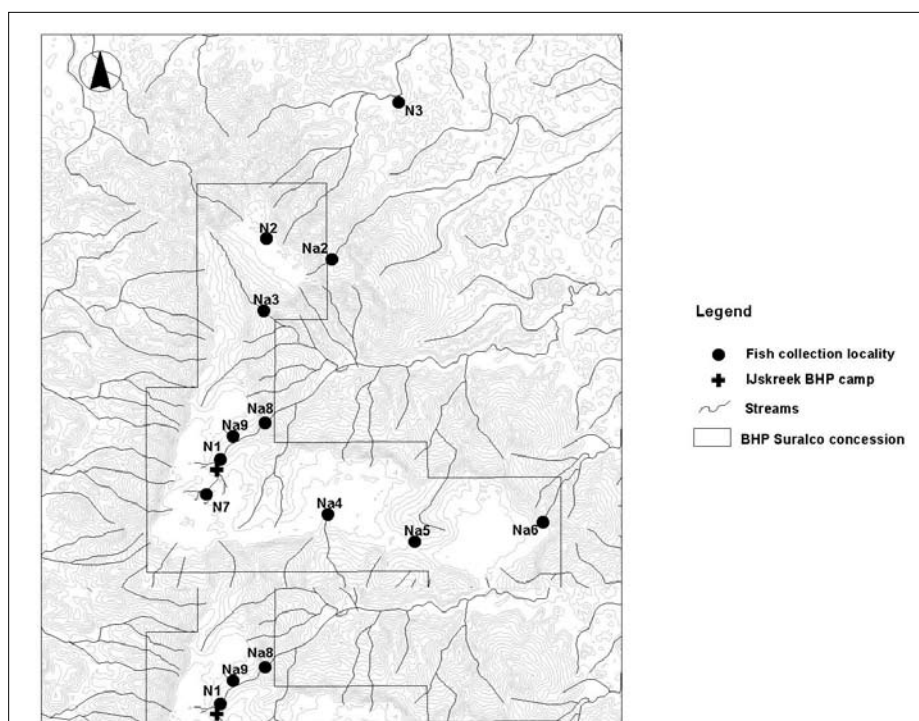 N3
N2
Na2
Na3
Na8
Na9
N1
N7
Na4
Na5
Na6
Na8
Na9
N1
Legend
Fish collection locality
IJskreek BHP camp
Streams
BHP Suralco concession